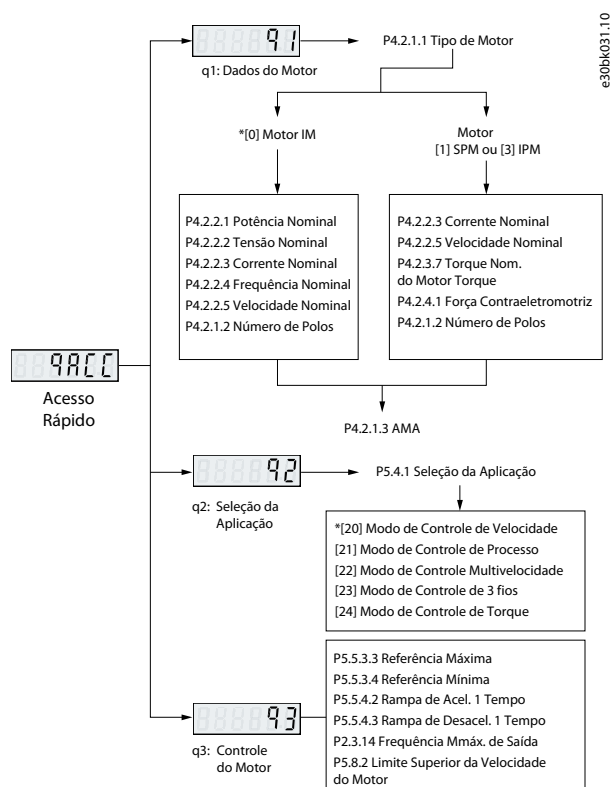 e30bk031.10
q1
q1: Dados do Motor
P4.2.1.1 Tipo de Motor
*[0] Motor IM
Motor
[1] SPM ou [3] IPM
P4.2.2.1 Potência Nominal
P4.2.2.2 Tensão Nominal
P4.2.2.3 Corrente Nominal
P4.2.2.4 Frequência Nominal
P4.2.2.5 Velocidade Nominal
P4.2.1.2 Número de Polos
P4.2.2.3 Corrente Nominal
P4.2.2.5 Velocidade Nominal
P4.2.3.7 Torque Nom.
do Motor Torque
P4.2.4.1 Força Contraeletromotriz
P4.2.1.2 Número de Polos
qACC
Acesso
Rápido
P4.2.1.3 AMA
q2
q2: Seleção da
Aplicação
P5.4.1 Seleção da Aplicação
*[20] Modo de Controle de Velocidade
[21] Modo de Controle de Processo
[22] Modo de Controle Multivelocidade
[23] Modo de Controle de 3 fios
[24] Modo de Controle de Torque
q3
q3: Controle
do Motor
P5.5.3.3 Referência Máxima
P5.5.3.4 Referência Mínima
P5.5.4.2 Rampa de Acel. 1 Tempo
P5.5.4.3 Rampa de Desacel. 1 Tempo
P2.3.14 Frequência Mmáx. de Saída
P5.8.2 Limite Superior da Velocidade
do Motor